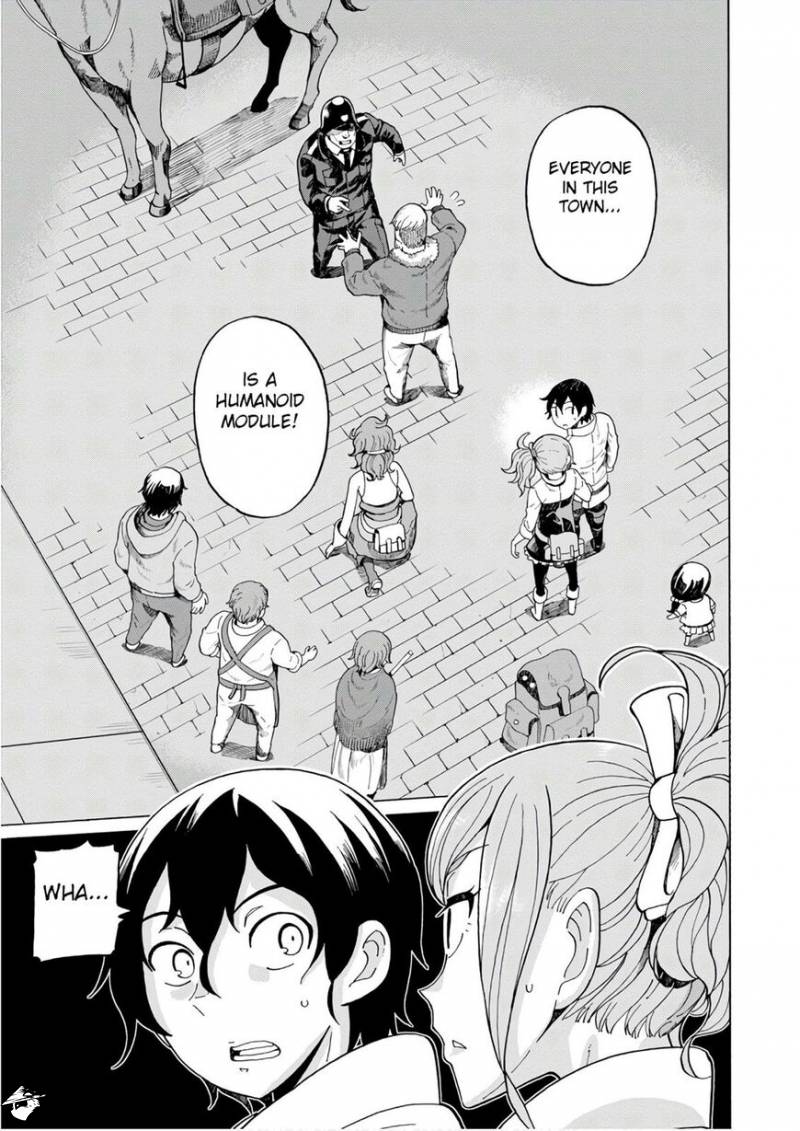 EVERYONE
IN THIS
TOWN...
IS A
HUMANOID
MODULE!
WHA...